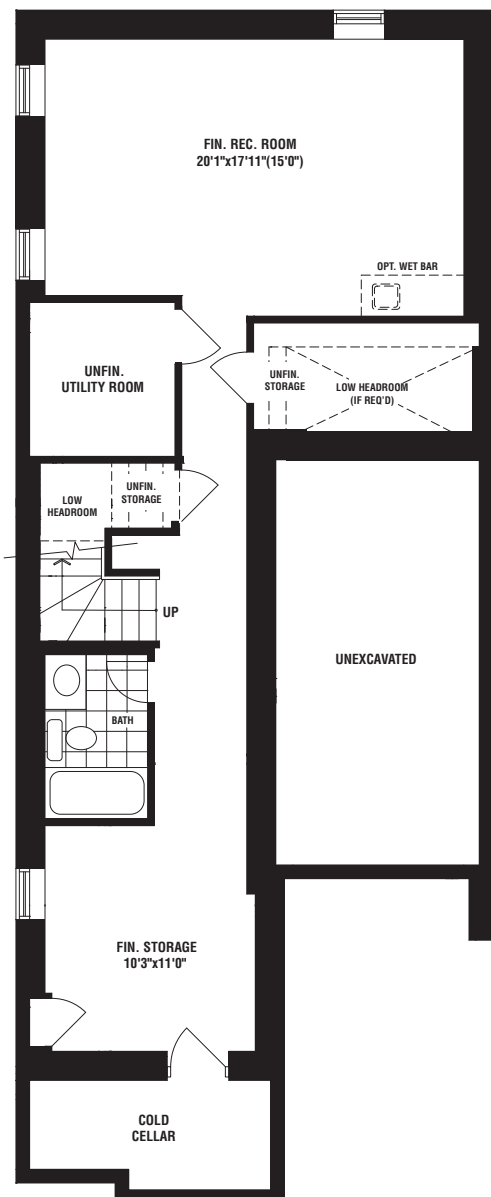 FIN. REC. ROOM
20'1"x17'11"(15'0")
OPT. WET BAR
UNFIN.
UTILITY ROOM
UNFIN.
STORAGE
LOW HEADROOM
(IF REQ'D)
LOW
HEADROOM
UNFIN.
STORAGE
UP
UNEXCAVATED
BATH
FIN. STORAGE
10'3"x11'0"
COLD
CELLAR